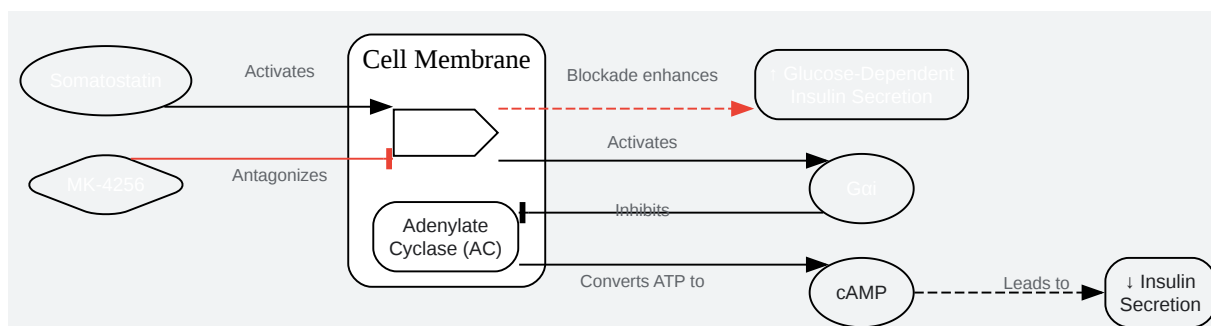 Cell Membrane
Somatostatin
Activates
Blockade enhances
↑ Glucose-Dependent
Insulin Secretion
Activates
MK-4256
Antagonizes
Gαi
Inhibits
Adenylate
Cyclase (AC)
Converts ATP to
cAMP
Leads to
↓ Insulin
Secretion